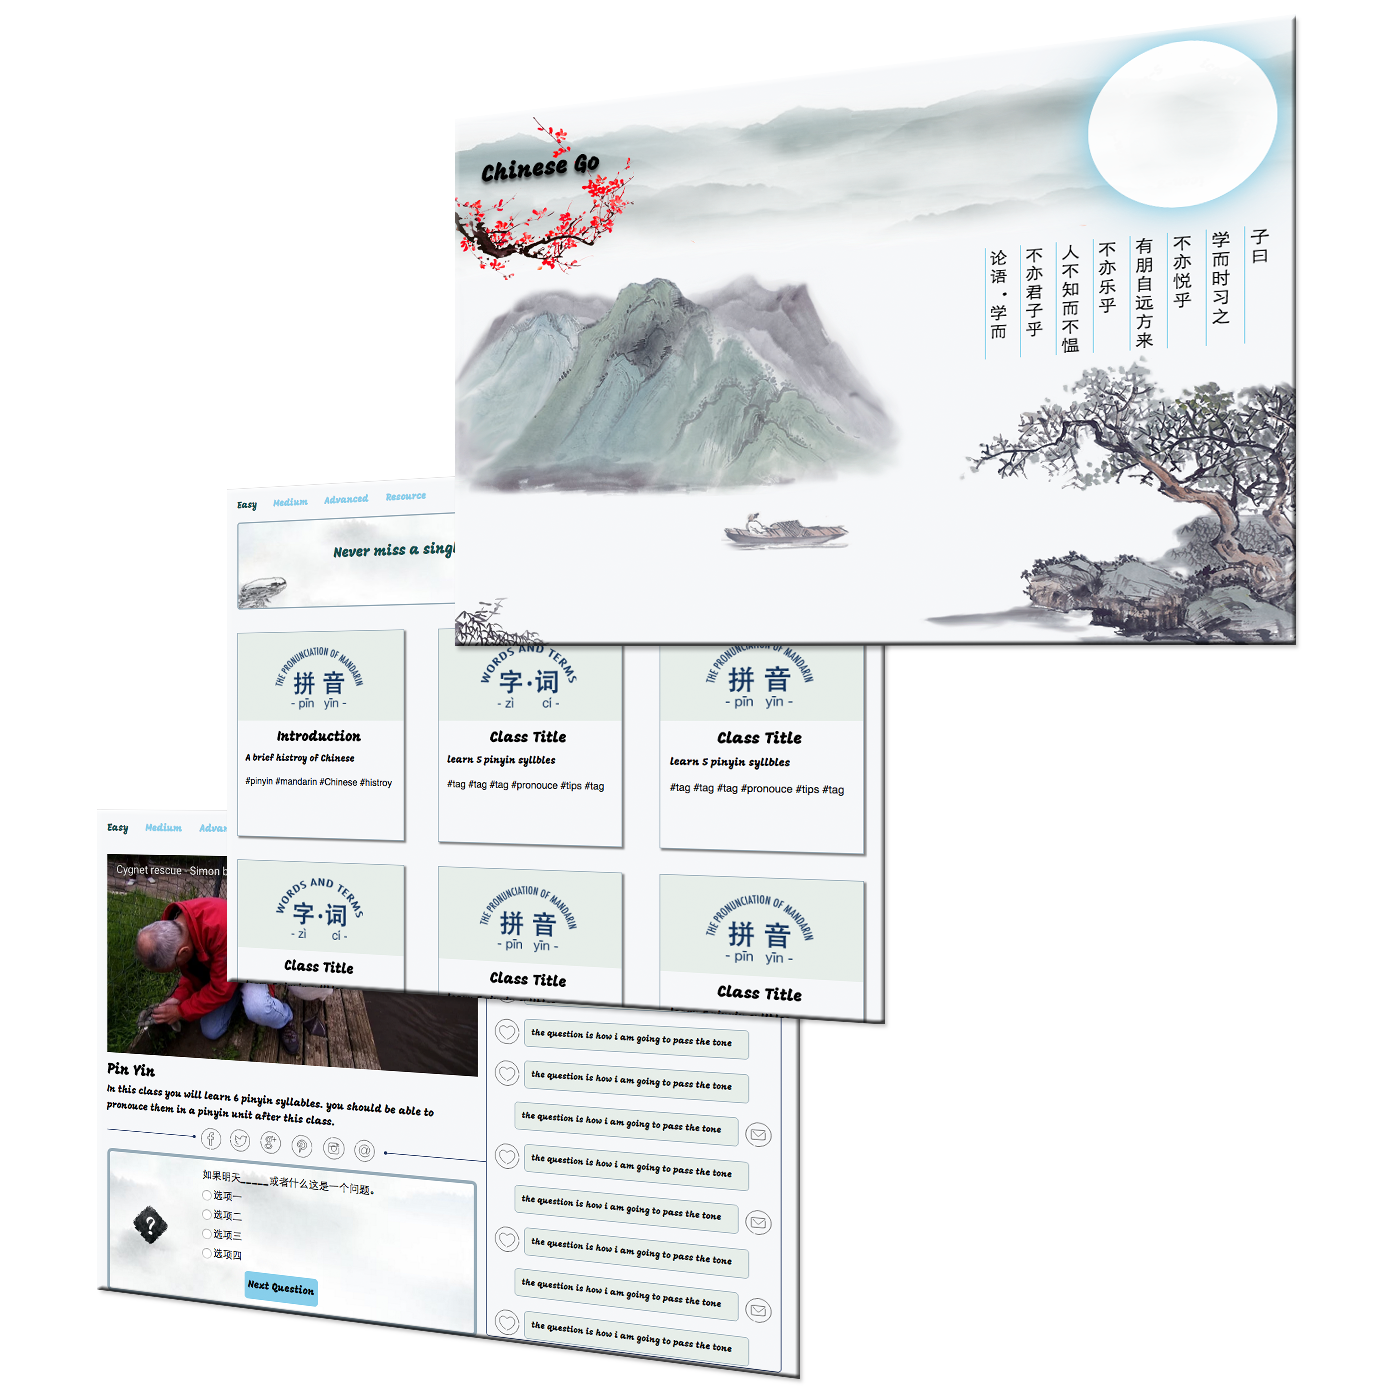 Chinese Go
子曰
学而时习之
不亦悦乎
有朋自远方来
不亦乐乎
人不知而不愠
不亦君子乎
论语·学而
Easy Medium Advanced Resource
Never miss a singl
THE PRONUNCIATION OF MANDARIN
拼 音
- pīn yīn -
Introduction
A brief histroy of Chinese
#pinyin #mandarin #Chinese #histroy
WORDS AND TERMS
字·词
- zì cí -
Class Title
learn 5 pinyin syllbles
#tag #tag #tag #pronouce #tips #tag
THE PRONUNCIATION OF MANDARIN
拼 音
- pīn yīn -
Class Title
learn 5 pinyin syllbles
#tag #tag #tag #pronouce #tips #tag
WORDS AND TERMS
字·词
- zì cí -
Class Title
THE PRONUNCIATION OF MANDARIN
拼 音
- pīn yīn -
Class Title
THE PRONUNCIATION OF MANDARIN
拼 音
- pīn yīn -
Class Title
Easy Medium Advan
Cygnet rescue - Simon b
Pin Yin
In this class you will learn 6 pinyin syllables. you should be able to
pronouce them in a pinyin unit after this class.
如果明天_____或者什么这是一个问题。
选项一
选项二
选项三
选项四
Next Question
the question is how i am going to pass the tone
the question is how i am going to pass the tone
the question is how i am going to pass the tone
the question is how i am going to pass the tone
the question is how i am going to pass the tone
the question is how i am going to pass the tone
the question is how i am going to pass the tone
the question is how i am going to pass the tone